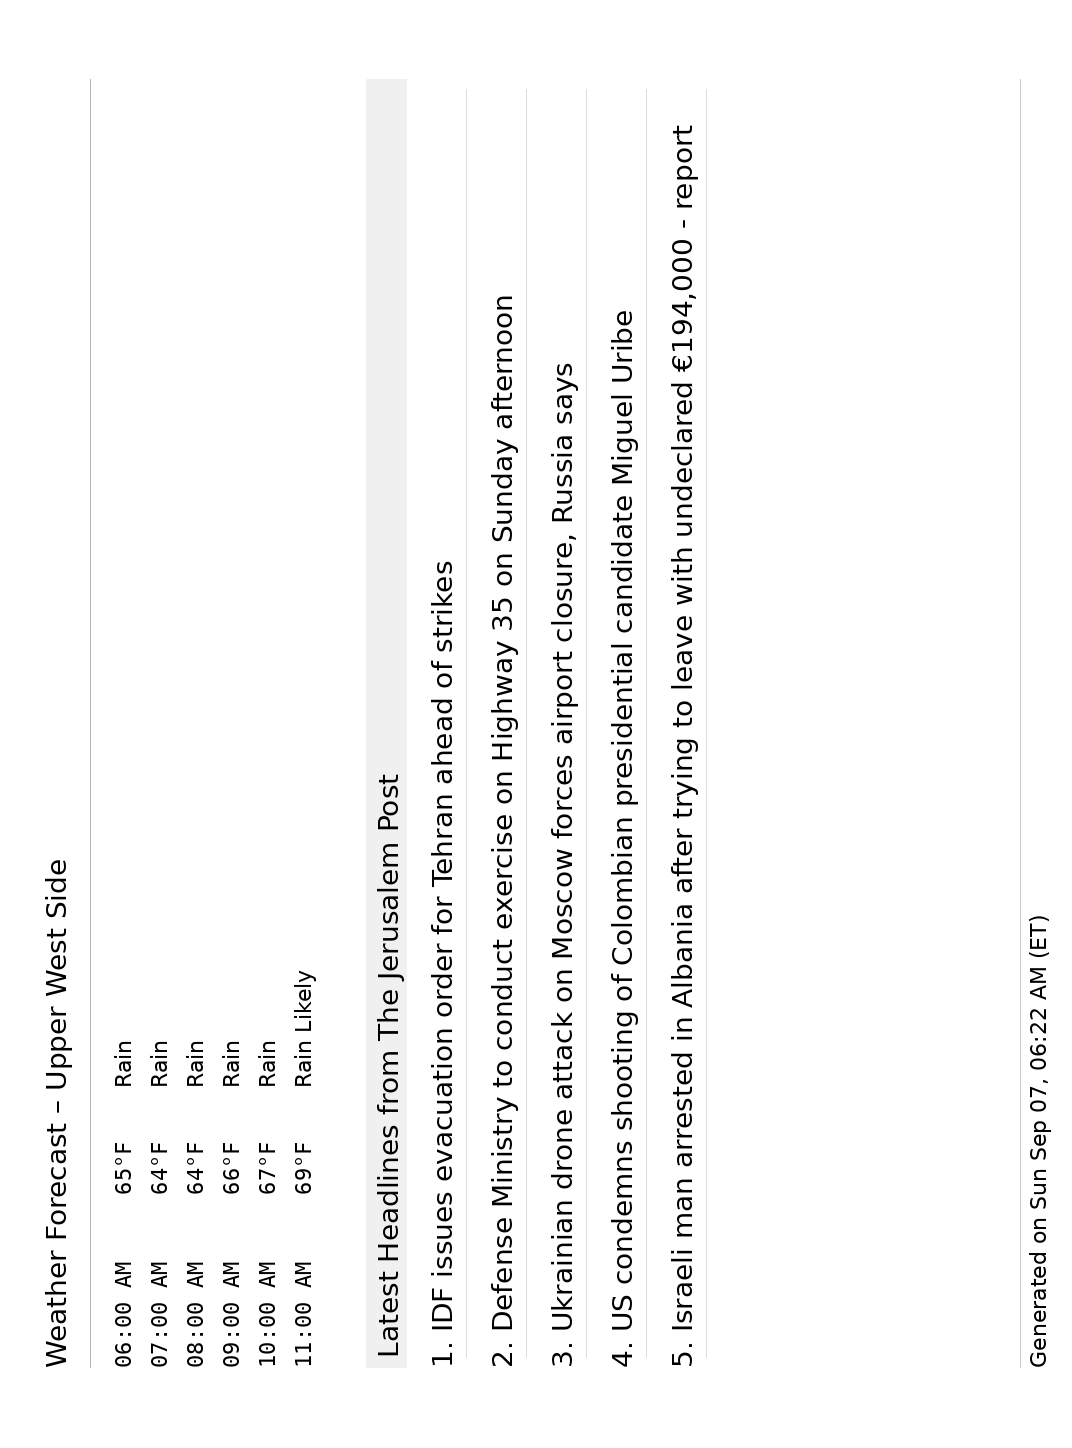 Weather Forecast – Upper West Side
06:00 AM 65°F Rain
07:00 AM 64°F Rain
08:00 AM 64°F Rain
09:00 AM 66°F Rain
10:00 AM 67°F Rain
11:00 AM 69°F Rain Likely
Latest Headlines from The Jerusalem Post
1. IDF issues evacuation order for Tehran ahead of strikes
2. Defense Ministry to conduct exercise on Highway 35 on Sunday afternoon
3. Ukrainian drone attack on Moscow forces airport closure, Russia says
4. US condemns shooting of Colombian presidential candidate Miguel Uribe
5. Israeli man arrested in Albania after trying to leave with undeclared €194,000 - report
Generated on Sun Sep 07, 06:22 AM (ET)